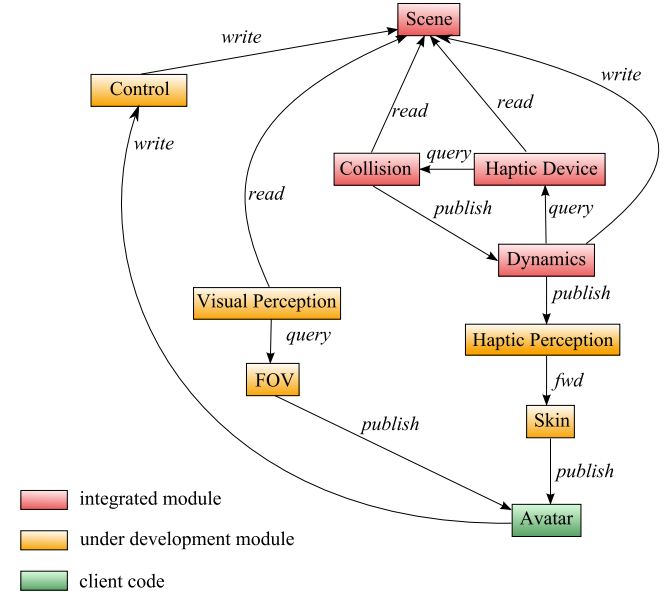 Scene
write
write
Control
read
read
write
query
Collision
Haptic Device
read
publish
query
Dynamics
publish
Visual Perception
query
Haptic Perception
FOV
fwd
Skin
publish
publish
integrated module
Avatar
under development module
client code